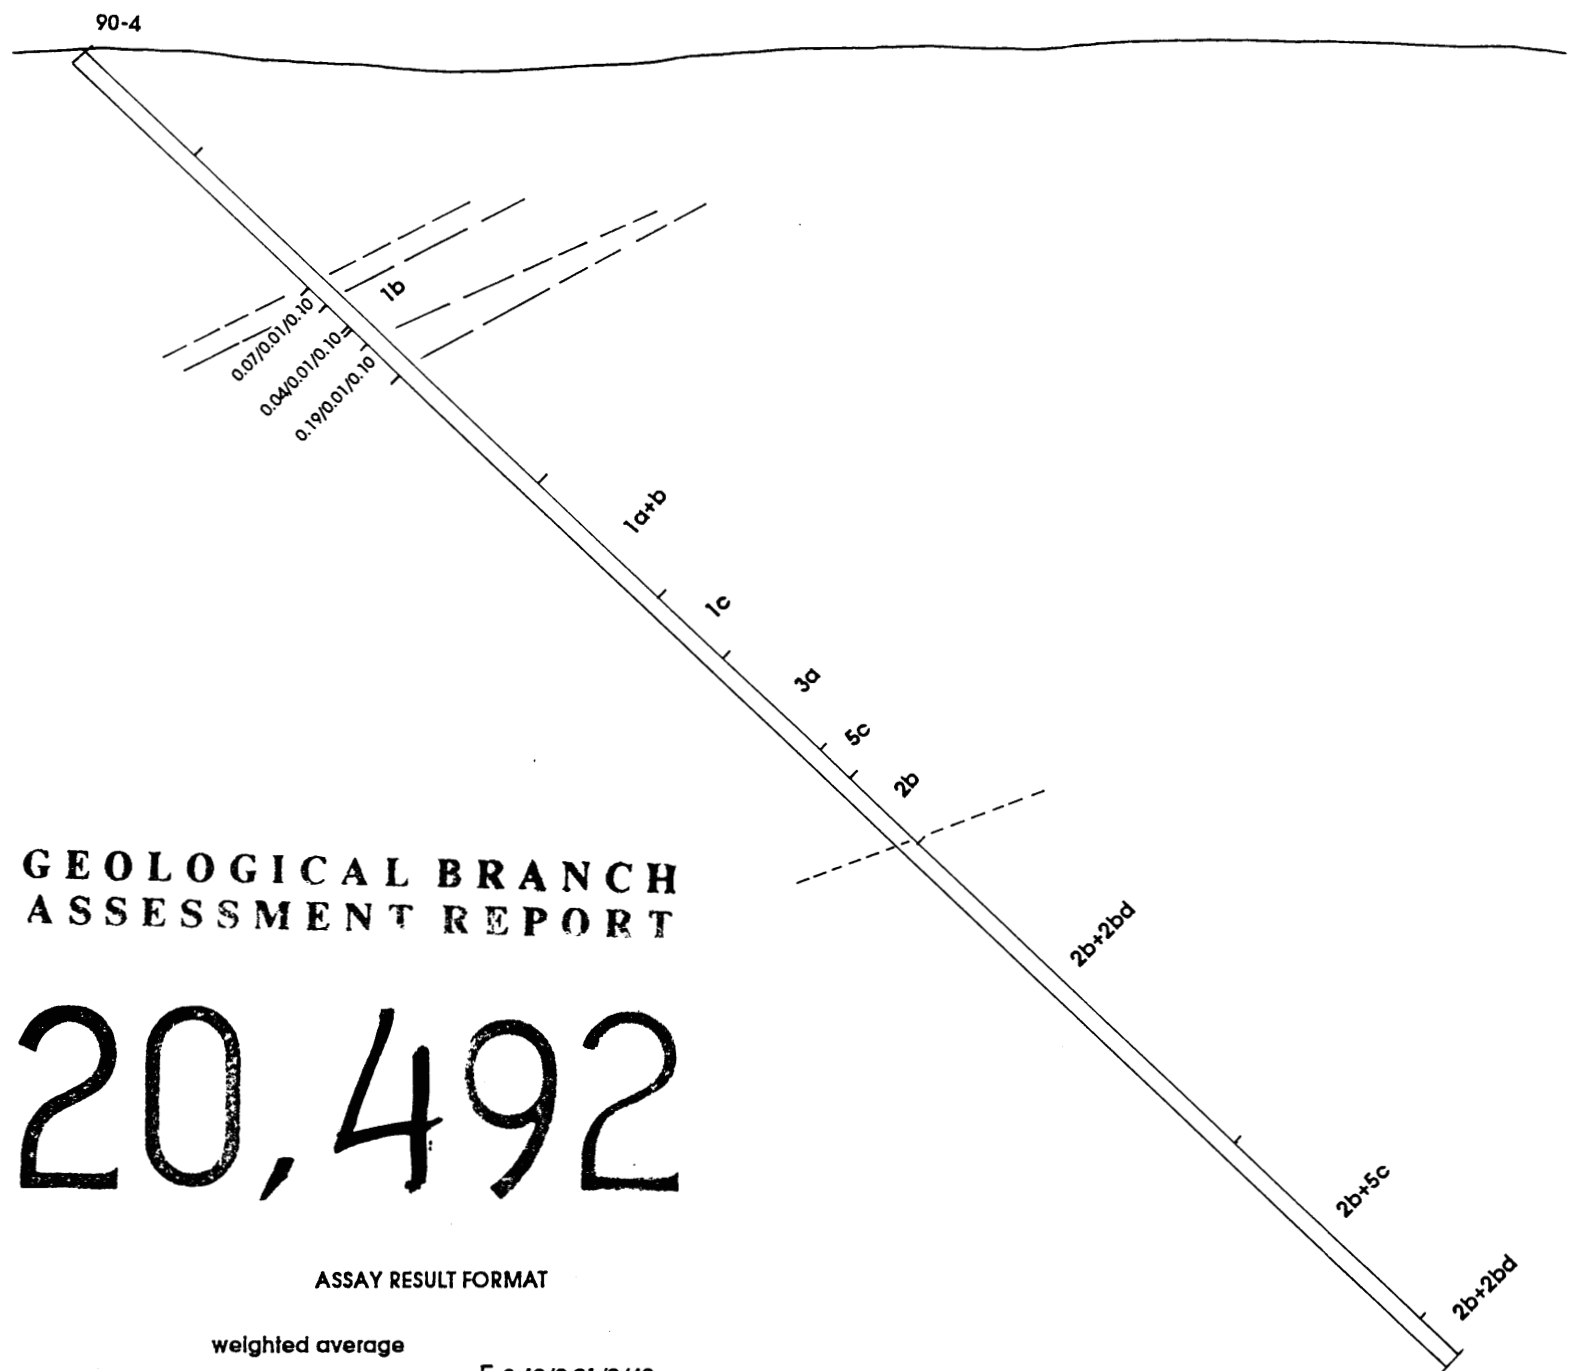 90-4
1b
0.07/0.01/0.10
0.04/0.01/0.10
0.19/0.01/0.10
1a+b
1c
3a
5c
2b
2b+2bd
2b+5c
2b+2bd
GEOLOGICAL BRANCH
ASSESSMENT REPORT
20,492
ASSAY RESULT FORMAT
weighted average